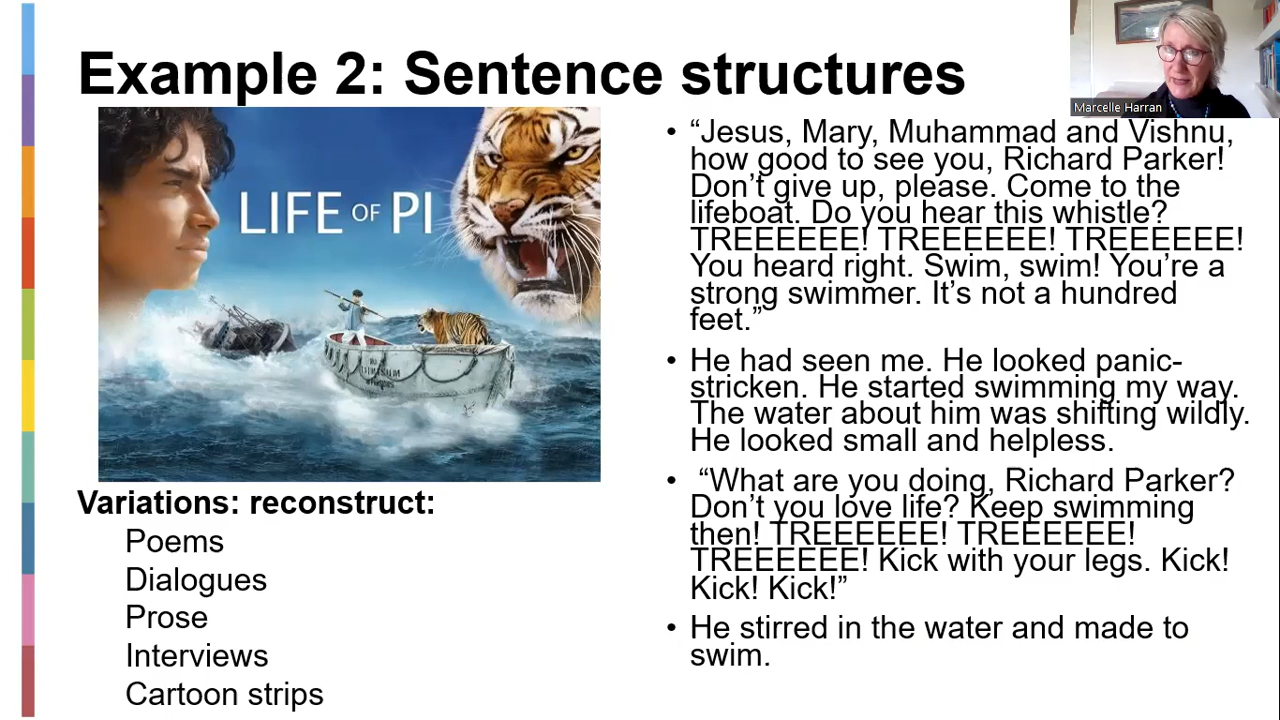 Example 2: Sentence structures
Marcelle Harran
LIFE OF PI
Variations: reconstruct:
Poems
Dialogues
Prose
Interviews
Cartoon strips
• “Jesus, Mary, Muhammad and Vishnu,
how good to see you, Richard Parker!
Don’t give up, please. Come to the
lifeboat. Do you hear this whistle?
TREEEEEE! TREEEEEE! TREEEEEE!
You heard right. Swim, swim! You’re a
strong swimmer. It’s not a hundred
feet.”
• He had seen me. He looked panic-
stricken. He started swimming my way.
The water about him was shifting wildly.
He looked small and helpless.
• “What are you doing, Richard Parker?
Don’t you love life? Keep swimming
then! TREEEEEE! TREEEEEE!
TREEEEEE! Kick with your legs. Kick!
Kick! Kick!”
• He stirred in the water and made to
swim.